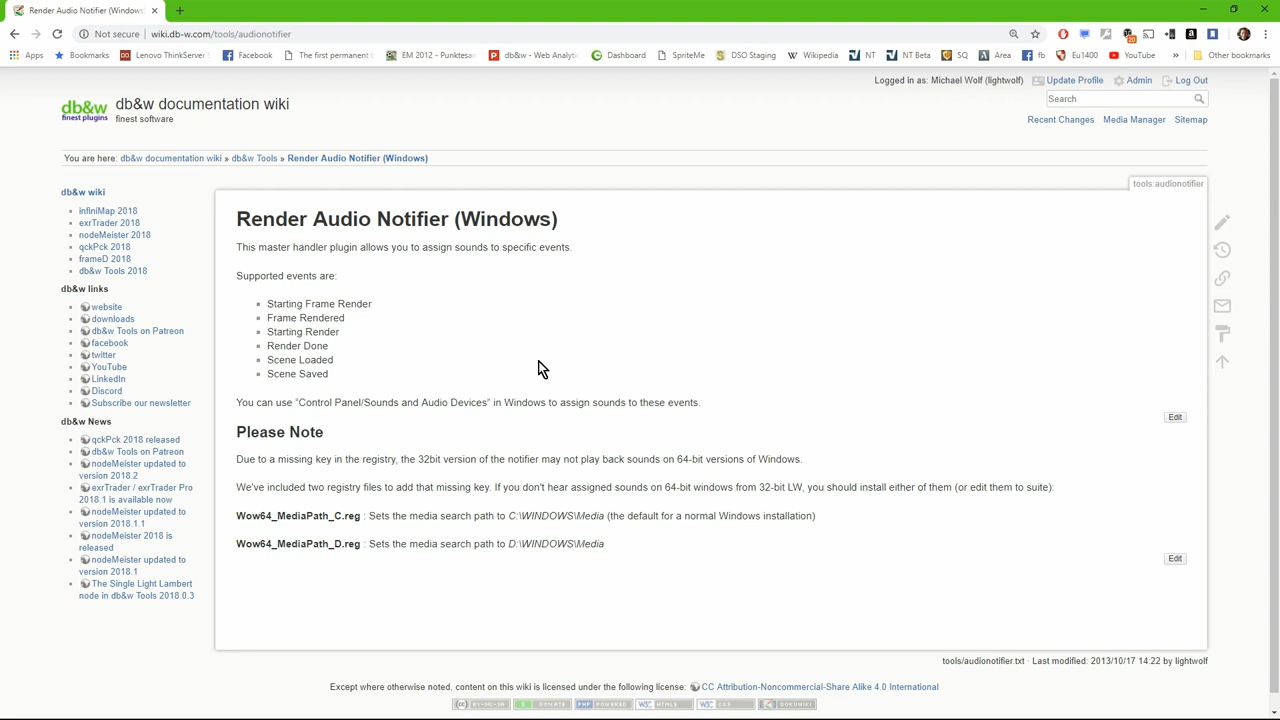 Render Audio Notifier (Windows)
Not secure | wiki.db-w.com/tools/audionotifier
Apps Bookmarks Lenovo ThinkServer Facebook The first permanent EM 2012 - Punktesam db&w - Web Analytic Dashboard SpriteMe DSO Staging Wikipedia NT NT Beta SQ Area fb Eu1400 YouTube » Other bookmarks
Logged in as: Michael Wolf (lightwolf) Update Profile Admin Log Out
db&w finest plugins
db&w documentation wiki
finest software
Search
Recent Changes Media Manager Sitemap
You are here: db&w documentation wiki » db&w Tools » Render Audio Notifier (Windows)
tools:audionotifier
db&w wiki
infiniMap 2018
exrTrader 2018
nodeMeister 2018
qckPck 2018
frameD 2018
db&w Tools 2018
db&w links
website
downloads
db&w Tools on Patreon
facebook
twitter
YouTube
LinkedIn
Discord
Subscribe our newsletter
db&w News
qckPck 2018 released
db&w Tools on Patreon
nodeMeister updated to
version 2018.2
exrTrader / exrTrader Pro
2018.1 is available now
nodeMeister updated to
version 2018.1.1
nodeMeister 2018 is
released
nodeMeister updated to
version 2018.1
The Single Light Lambert
node in db&w Tools 2018.0.3
Render Audio Notifier (Windows)
This master handler plugin allows you to assign sounds to specific events.
Supported events are:
Starting Frame Render
Frame Rendered
Starting Render
Render Done
Scene Loaded
Scene Saved
You can use "Control Panel/Sounds and Audio Devices" in Windows to assign sounds to these events.
Edit
Please Note
Due to a missing key in the registry, the 32bit version of the notifier may not play back sounds on 64-bit versions of Windows.
We've included two registry files to add that missing key. If you don't hear assigned sounds on 64-bit windows from 32-bit LW, you should install either of them (or edit them to suite):
Wow64_MediaPath_C.reg : Sets the media search path to C:\WINDOWS\Media (the default for a normal Windows installation)
Wow64_MediaPath_D.reg : Sets the media search path to D:\WINDOWS\Media
Edit
tools/audionotifier.txt · Last modified: 2013/10/17 14:22 by lightwolf
Except where otherwise noted, content on this wiki is licensed under the following license: CC Attribution-Noncommercial-Share Alike 4.0 International
BY-NC-SA $ DONATE PHP POWERED W3C HTML5 W3C CSS DOKUWIKI